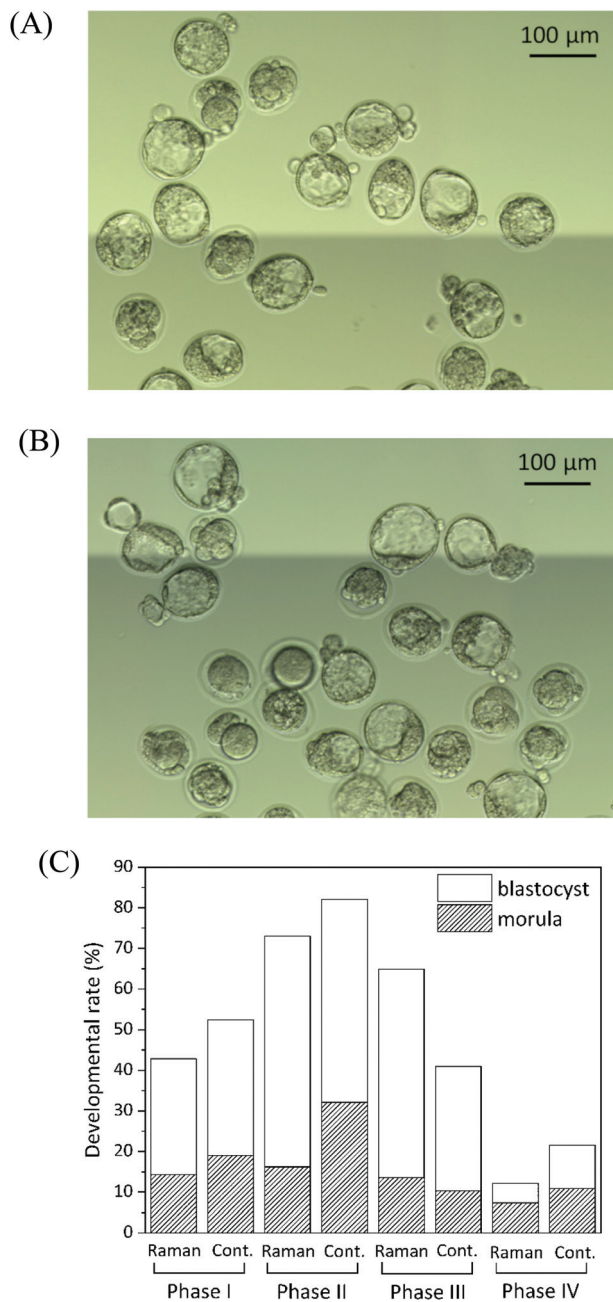 (A)
100 μm
(B)
100 μm
(C)
90
80
70
60
50
40
30
20
10
0
Developmental rate (%)
blastocyst
morula
Raman Cont. Raman Cont. Raman Cont. Raman Cont.
Phase I Phase II Phase III Phase IV